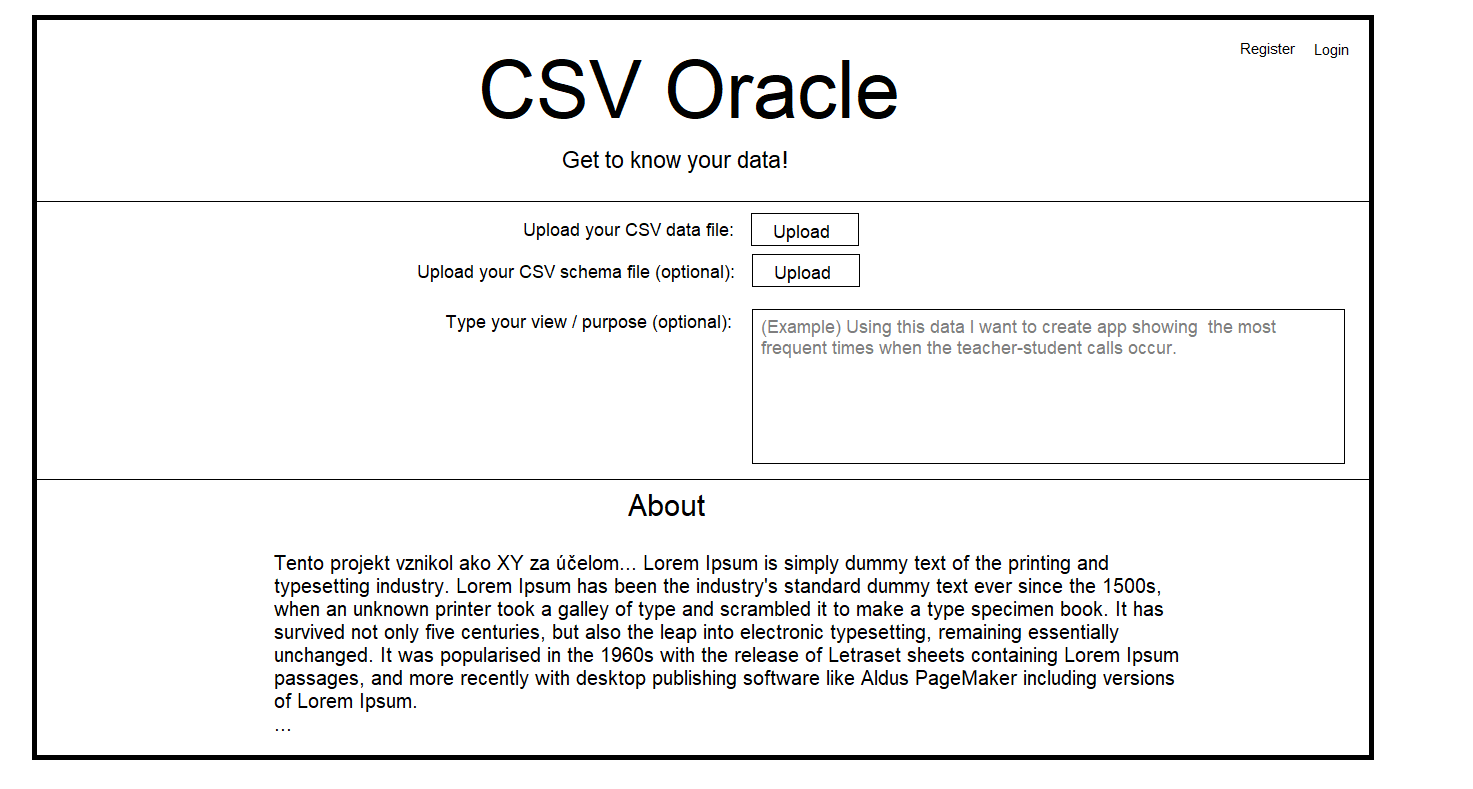 Register Login
CSV Oracle
Get to know your data!
Upload your CSV data file: Upload
Upload your CSV schema file (optional): Upload
Type your view / purpose (optional): (Example) Using this data I want to create app showing  the most
frequent times when the teacher-student calls occur.
About
Tento projekt vznikol ako XY za účelom... Lorem Ipsum is simply dummy text of the printing and
typesetting industry. Lorem Ipsum has been the industry's standard dummy text ever since the 1500s,
when an unknown printer took a galley of type and scrambled it to make a type specimen book. It has
survived not only five centuries, but also the leap into electronic typesetting, remaining essentially
unchanged. It was popularised in the 1960s with the release of Letraset sheets containing Lorem Ipsum
passages, and more recently with desktop publishing software like Aldus PageMaker including versions
of Lorem Ipsum.
...